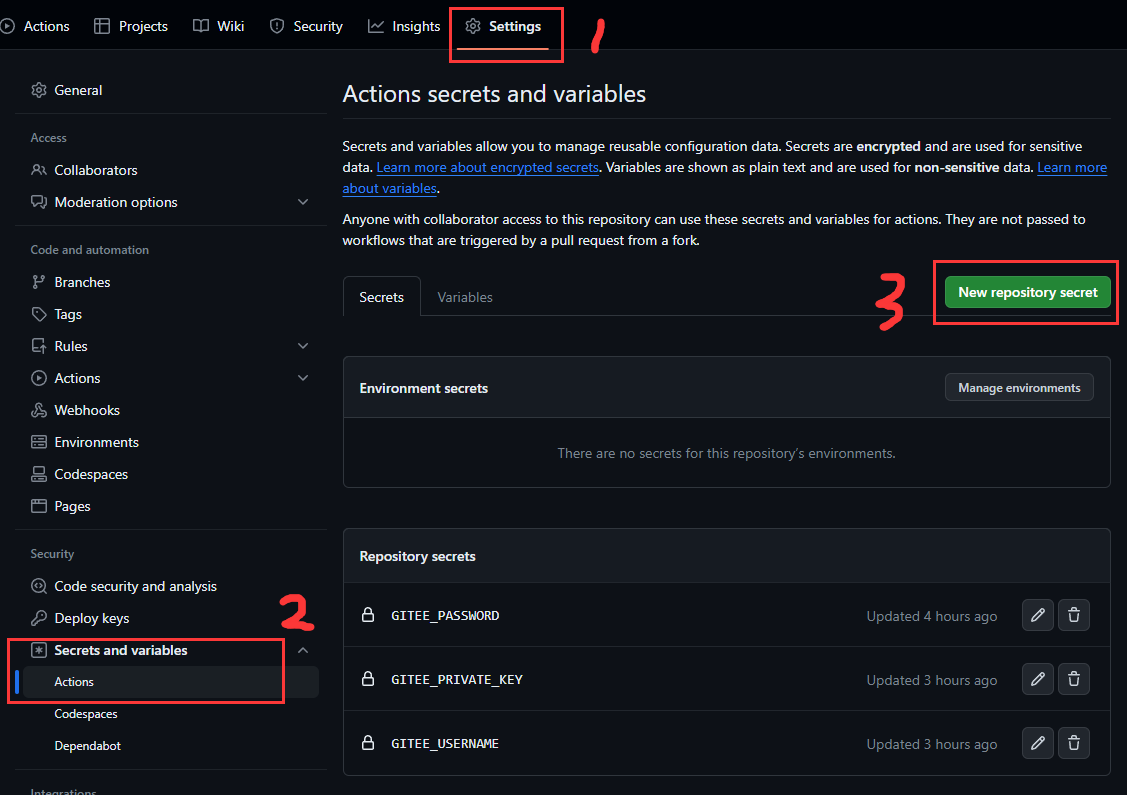 Actions
Projects
Wiki
Security
Insights
Settings
1
General
Access
Collaborators
Moderation options
Code and automation
Branches
Tags
Rules
Actions
Webhooks
Environments
Codespaces
Pages
Security
Code security and analysis
Deploy keys
2
Secrets and variables
Actions
Codespaces
Dependabot
Integrations
Actions secrets and variables
Secrets and variables allow you to manage reusable configuration data. Secrets are encrypted and are used for sensitive
data. Learn more about encrypted secrets. Variables are shown as plain text and are used for non-sensitive data. Learn more
about variables.
Anyone with collaborator access to this repository can use these secrets and variables for actions. They are not passed to
workflows that are triggered by a pull request from a fork.
Secrets
Variables
3
New repository secret
Environment secrets
Manage environments
There are no secrets for this repository's environments.
Repository secrets
GITEE_PASSWORD
Updated 4 hours ago
GITEE_PRIVATE_KEY
Updated 3 hours ago
GITEE_USERNAME
Updated 3 hours ago